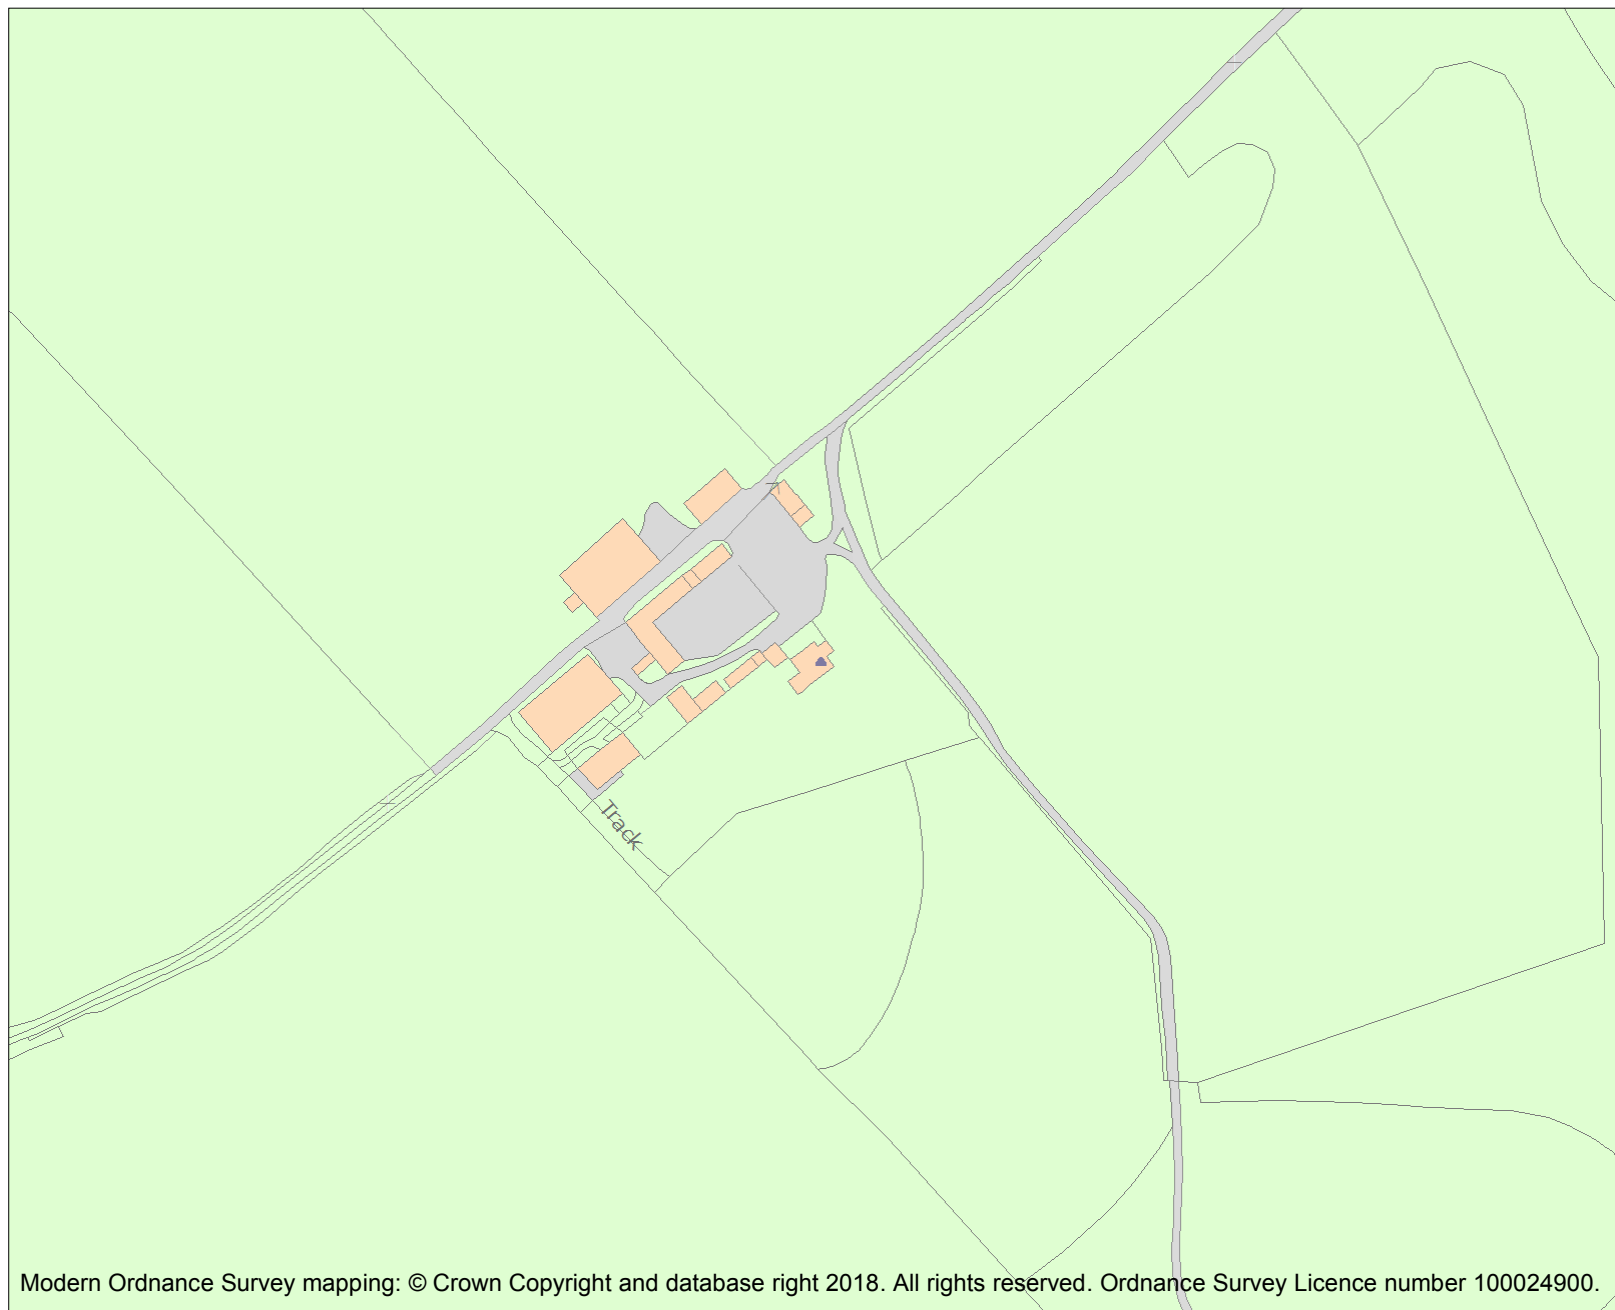 Track
Modern Ordnance Survey mapping: © Crown Copyright and database right 2018. All rights reserved. Ordnance Survey Licence number 100024900.